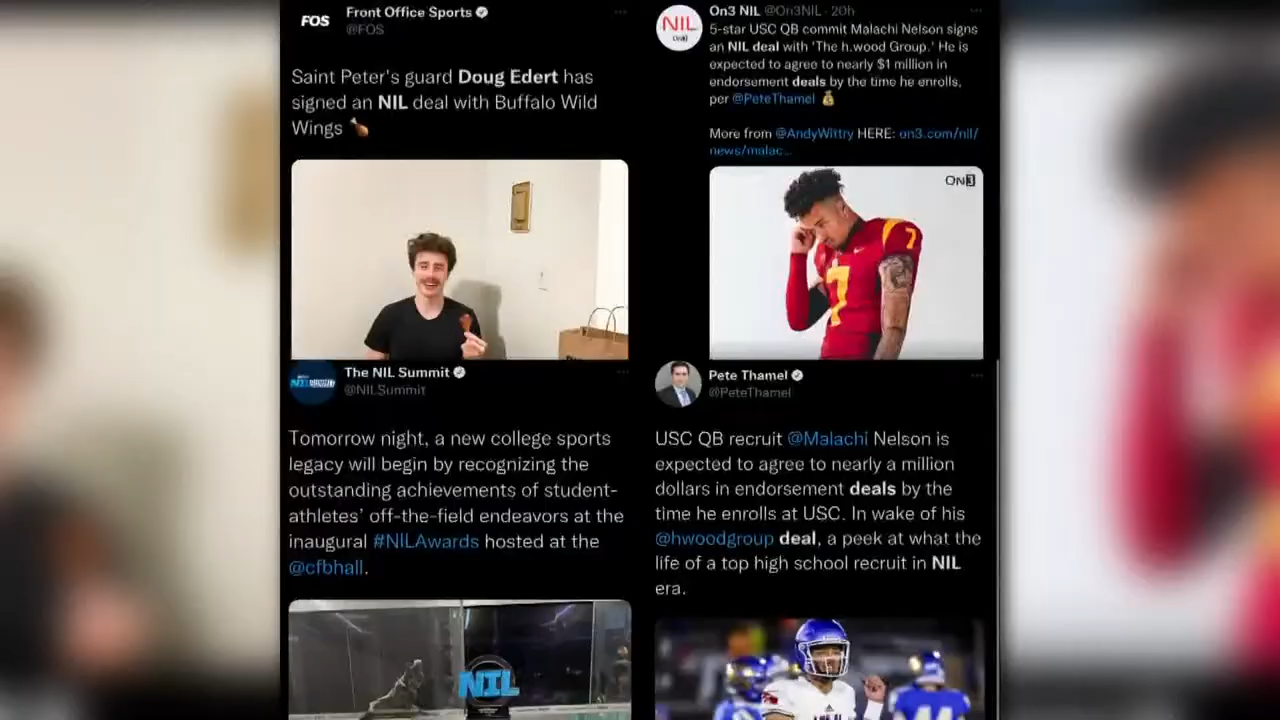 FOS
Front Office Sports
@FOS
Saint Peter's guard Doug Edert has
signed an NIL deal with Buffalo Wild
Wings
The NIL Summit
@NILSummit
Tomorrow night, a new college sports
legacy will begin by recognizing the
outstanding achievements of student-
athletes' off-the-field endeavors at the
inaugural #NILAwards hosted at the
@cfbhall.
NIL
NIL
On3
On3 NIL @On3NIL · 20h
5-star USC QB commit Malachi Nelson signs
an NIL deal with 'The h.wood Group.' He is
expected to agree to nearly $1 million in
endorsement deals by the time he enrolls,
per @PeteThamel
More from @AndyWittry HERE: on3.com/nil/
news/malac...
ON3
7
7
Pete Thamel
@PeteThamel
USC QB recruit @Malachi Nelson is
expected to agree to nearly a million
dollars in endorsement deals by the
time he enrolls at USC. In wake of his
@hwoodgroup deal, a peek at what the
life of a top high school recruit in NIL
era.
44